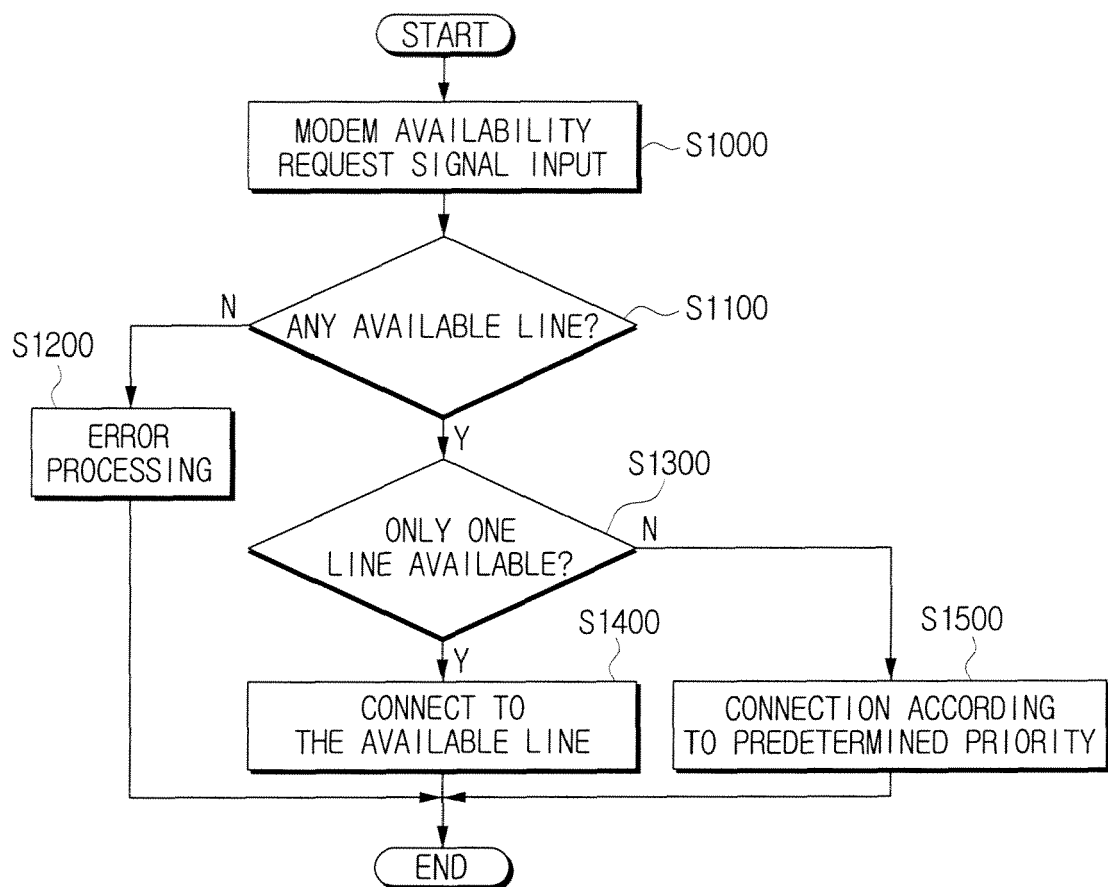 START
MODEM AVAILABILITY
REQUEST SIGNAL INPUT
S1000
N
ANY AVAILABLE LINE?
S1100
S1200
ERROR
PROCESSING
Y
S1300
ONLY ONE
LINE AVAILABLE?
N
Y
S1400
CONNECT TO
THE AVAILABLE LINE
S1500
CONNECTION ACCORDING
TO PREDETERMINED PRIORITY
END